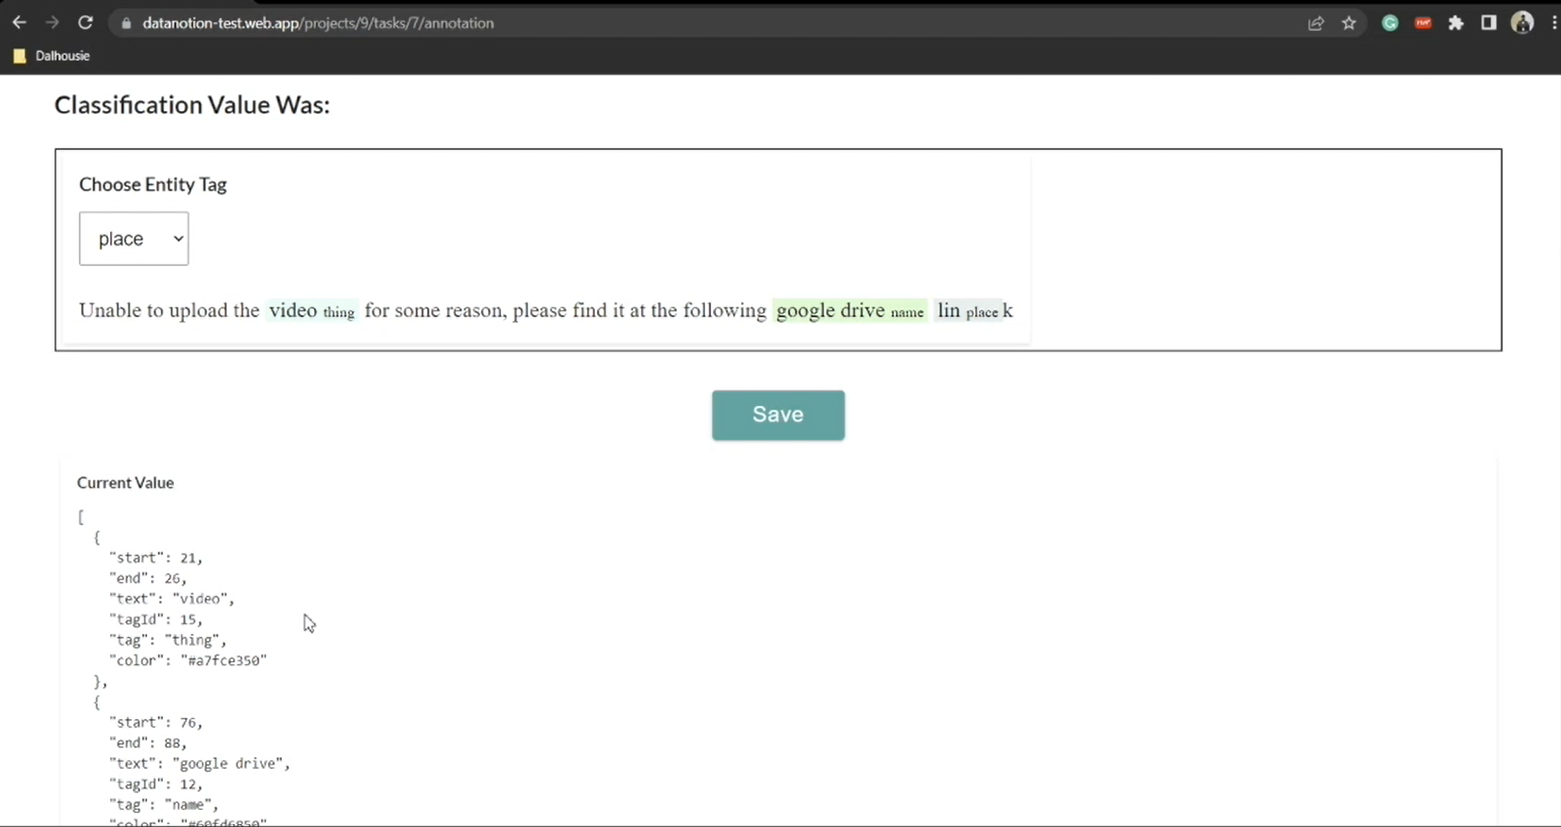 datanotion-test.web.app/projects/9/tasks/7/annotation
Dalhousie
Classification Value Was:
Choose Entity Tag
place
Unable to upload the video thing for some reason, please find it at the following google drive name lin place k
Save
Current Value
[
{
"start": 21,
"end": 26,
"text": "video",
"tagId": 15,
"tag": "thing",
"color": "#a7fce350"
},
{
"start": 76,
"end": 88,
"text": "google drive",
"tagId": 12,
"tag": "name",
"color": "#60fd6850"